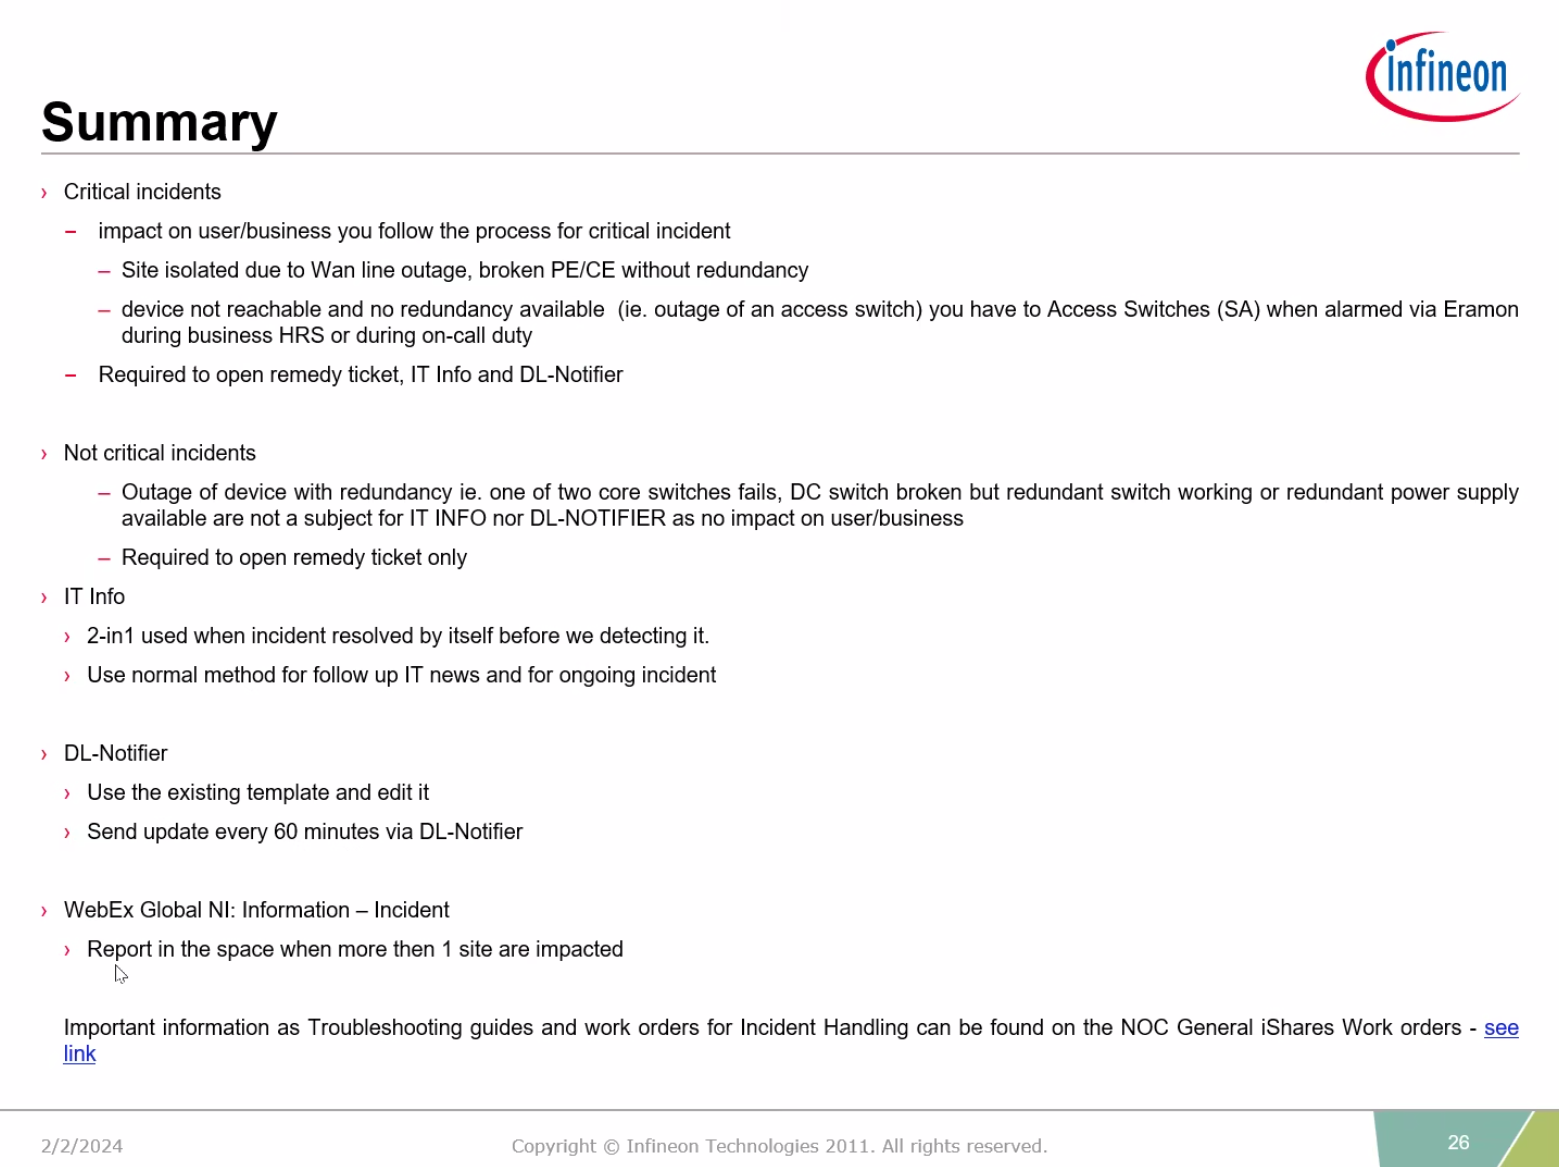 infineon
Summary
› Critical incidents
– impact on user/business you follow the process for critical incident
– Site isolated due to Wan line outage, broken PE/CE without redundancy
– device not reachable and no redundancy available  (ie. outage of an access switch) you have to Access Switches (SA) when alarmed via Eramon
during business HRS or during on-call duty
– Required to open remedy ticket, IT Info and DL-Notifier
› Not critical incidents
– Outage of device with redundancy ie. one of two core switches fails, DC switch broken but redundant switch working or redundant power supply
available are not a subject for IT INFO nor DL-NOTIFIER as no impact on user/business
– Required to open remedy ticket only
› IT Info
› 2-in1 used when incident resolved by itself before we detecting it.
› Use normal method for follow up IT news and for ongoing incident
› DL-Notifier
› Use the existing template and edit it
› Send update every 60 minutes via DL-Notifier
› WebEx Global NI: Information – Incident
› Report in the space when more then 1 site are impacted
Important information as Troubleshooting guides and work orders for Incident Handling can be found on the NOC General iShares Work orders - see
link
2/2/2024
Copyright © Infineon Technologies 2011. All rights reserved.
26